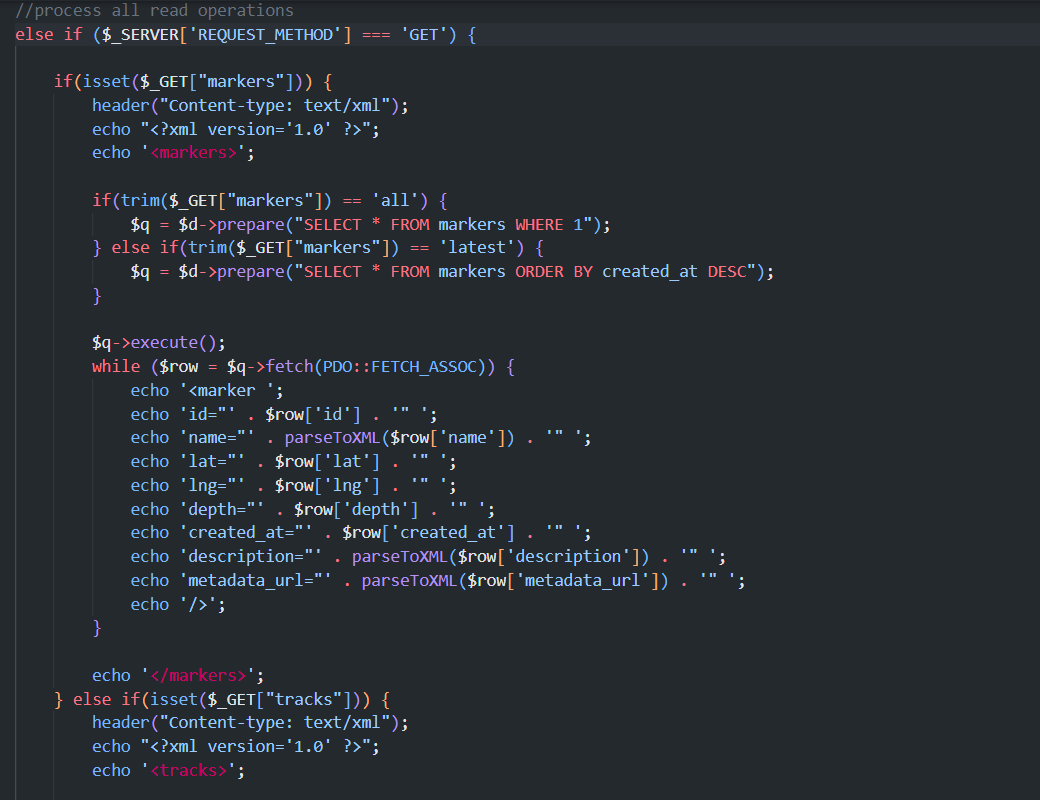 //process all read operations
else if ($_SERVER['REQUEST_METHOD'] === 'GET') {
if(isset($_GET["markers"])) {
header("Content-type: text/xml");
echo "<?xml version='1.0' ?>";
echo '<markers>';
if(trim($_GET["markers"]) == 'all') {
$q = $d->prepare("SELECT * FROM markers WHERE 1");
} else if(trim($_GET["markers"]) == 'latest') {
$q = $d->prepare("SELECT * FROM markers ORDER BY created_at DESC");
}
$q->execute();
while ($row = $q->fetch(PDO::FETCH_ASSOC)) {
echo '<marker ';
echo 'id="' . $row['id'] . '" ';
echo 'name="' . parseToXML($row['name']) . '" ';
echo 'lat="' . $row['lat'] . '" ';
echo 'lng="' . $row['lng'] . '" ';
echo 'depth="' . $row['depth'] . '" ';
echo 'created_at="' . $row['created_at'] . '" ';
echo 'description="' . parseToXML($row['description']) . '" ';
echo 'metadata_url="' . parseToXML($row['metadata_url']) . '" ';
echo '/>';
}
echo '</markers>';
} else if(isset($_GET["tracks"])) {
header("Content-type: text/xml");
echo "<?xml version='1.0' ?>";
echo '<tracks>';